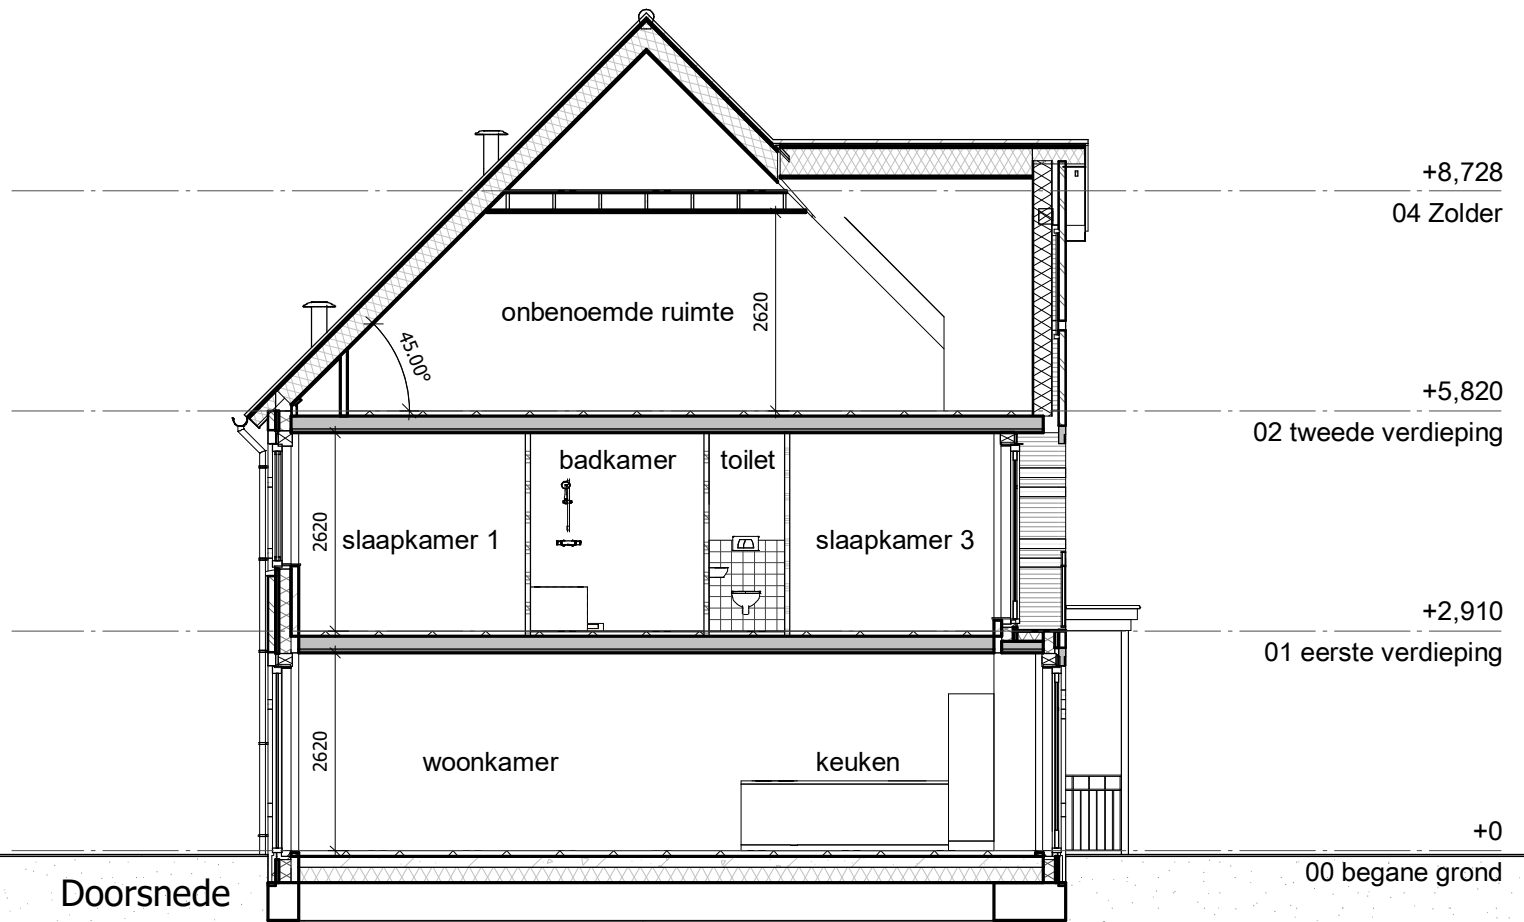 +8,728
04 Zolder
onbenoemde ruimte
2620
45.00°
+5,820
02 tweede verdieping
badkamer toilet
2620
slaapkamer 1
slaapkamer 3
+2,910
01 eerste verdieping
2620
woonkamer
keuken
+0
00 begane grond
Doorsnede